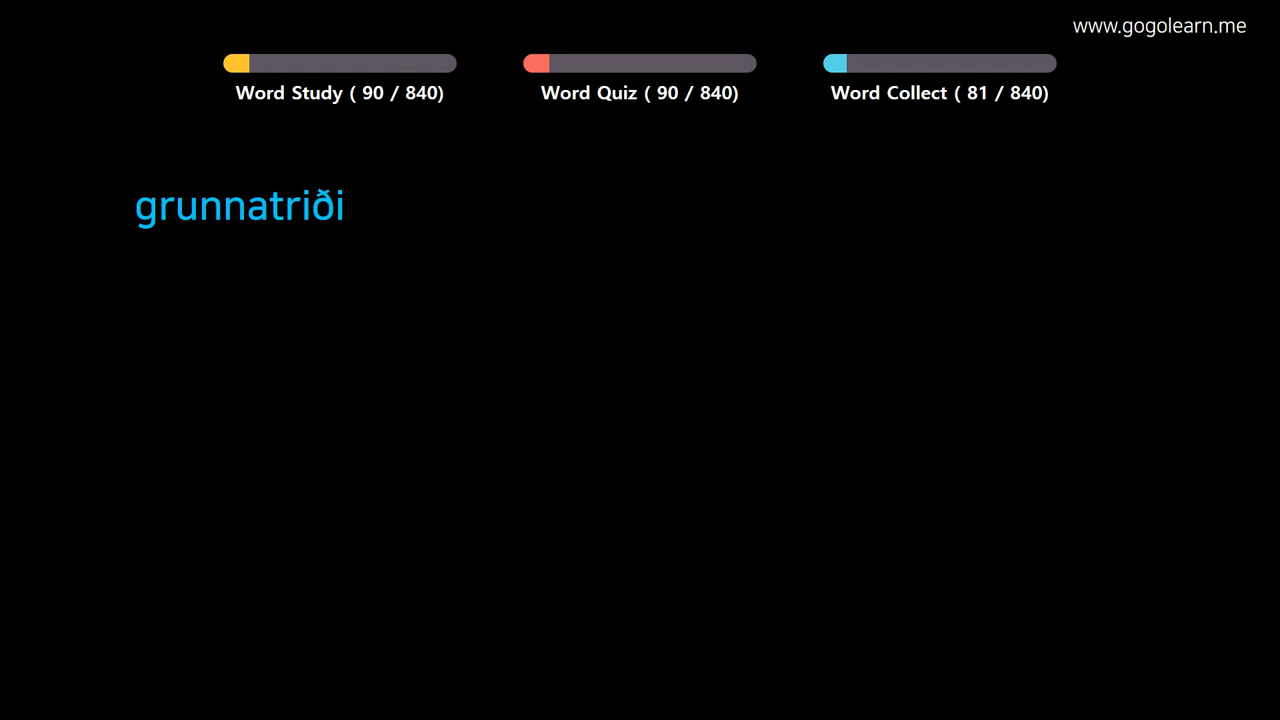 www.gogolearn.me
Word Study ( 90 / 840)
Word Quiz ( 90 / 840)
Word Collect ( 81 / 840)
grunnatriði